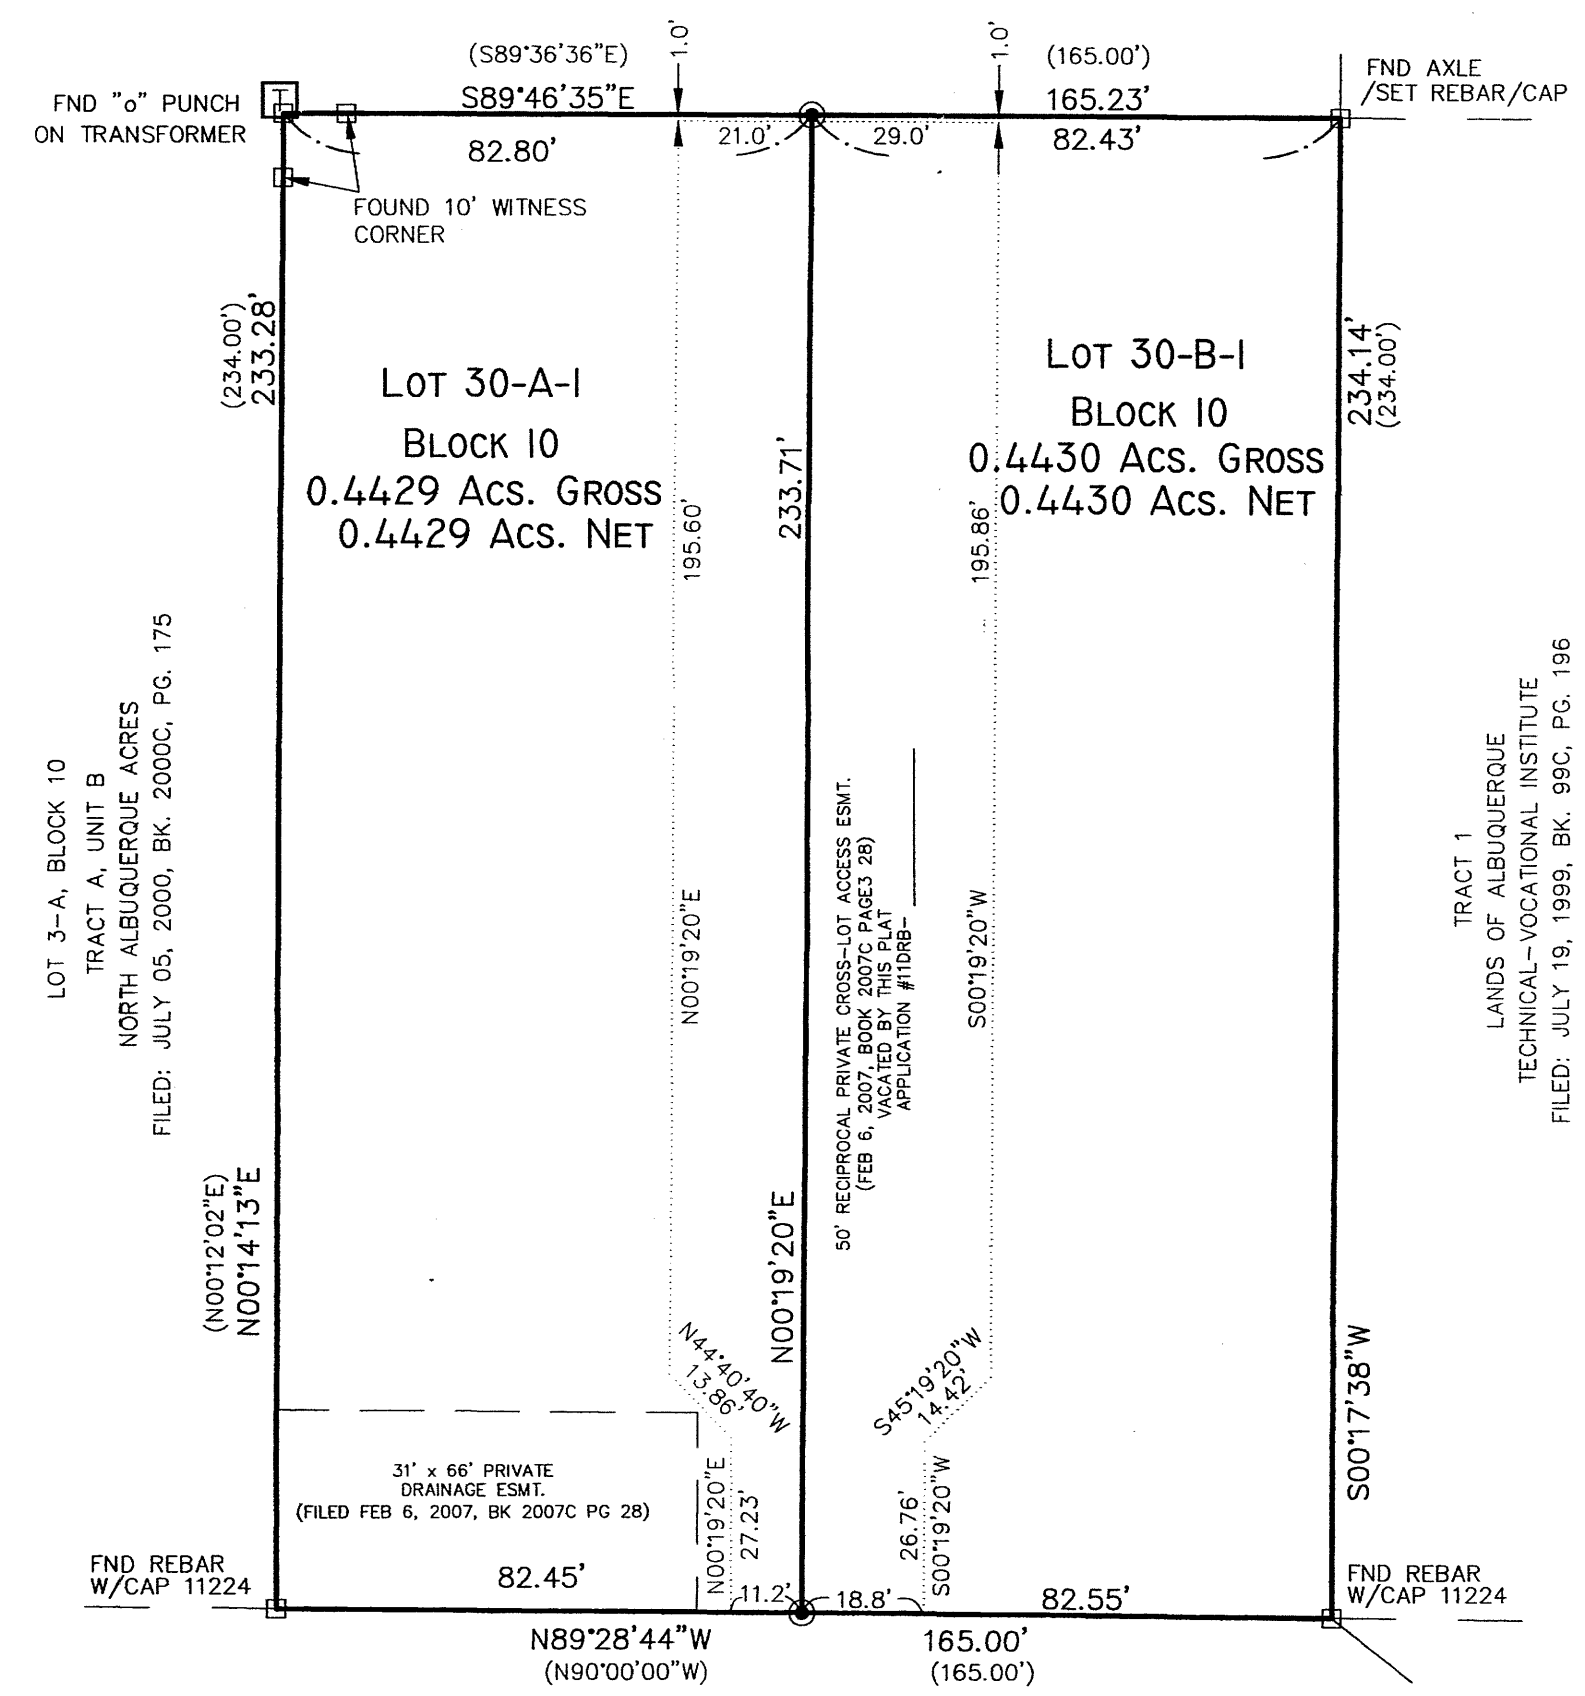 1.0'
1.0'
(S89°36'36"E)
(165.00')
FND AXLE
/SET REBAR/CAP
FND "o" PUNCH
ON TRANSFORMER
T
S89°46'35"E
165.23'
82.80'
21.0'
29.0'
82.43'
FOUND 10' WITNESS
CORNER
(234.00')
233.28'
LOT 30-A-1
BLOCK 10
0.4429 ACS. GROSS
0.4429 ACS. NET
195.60'
233.71'
195.86'
LOT 30-B-1
BLOCK 10
0.4430 ACS. GROSS
0.4430 ACS. NET
234.14'
(234.00')
LOT 3-A, BLOCK 10
TRACT A, UNIT B
NORTH ALBUQUERQUE ACRES
FILED: JULY 05, 2000, BK. 2000C, PG. 175
N00°19'20"E
50' RECIPROCAL PRIVATE CROSS-LOT ACCESS ESMT.
(FEB 6, 2007, BOOK 2007C PAGE3 28)
VACATED BY THIS PLAT
APPLICATION #11DRB-
S00°19'20"W
TRACT 1
LANDS OF ALBUQUERQUE
TECHNICAL-VOCATIONAL INSTITUTE
FILED: JULY 19, 1999, BK. 99C, PG. 196
(N00°12'02"E)
N00°14'13"E
N00°19'20"E
N44°40'40"W
13.86'
S45°19'20"W
14.42'
S00°17'38"W
31' x 66' PRIVATE
DRAINAGE ESMT.
(FILED FEB 6, 2007, BK 2007C PG 28)
N00°19'20"E
27.23'
26.76'
S00°19'20"W
FND REBAR
W/CAP 11224
82.45'
11.2'
18.8'
82.55'
FND REBAR
W/CAP 11224
N89°28'44"W
165.00'
(N90°00'00"W)
(165.00')